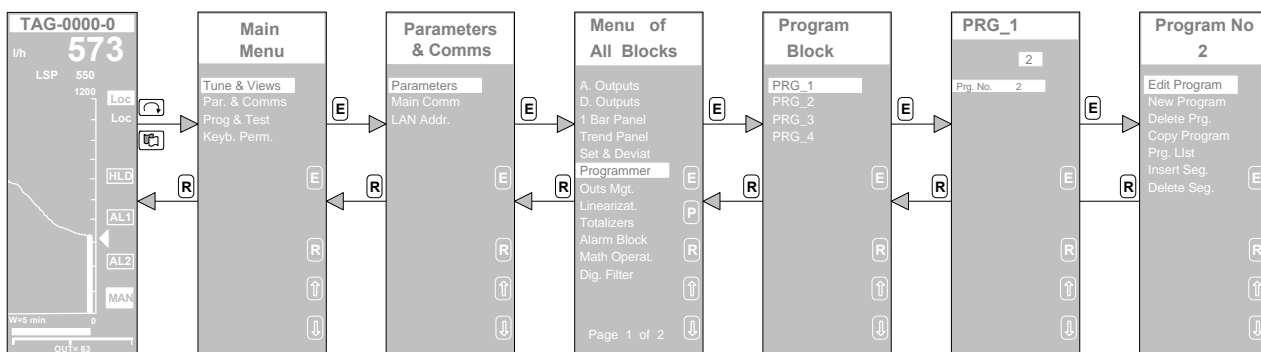 TAG-0000-0
l/h 573
LSP 550
1200
Loc
Loc
HLD
AL1
AL2
MAN
W=5 min 0
OUT= 63
R
Main
Menu
Tune & Views
Par. & Comms
Prog & Test
Keyb. Perm.
E
R
E
R
Parameters
& Comms
Parameters
Main Comm
LAN Addr.
E
R
E
R
Menu of
All Blocks
A. Outputs
D. Outputs
1 Bar Panel
Trend Panel
Set & Deviat
Programmer
Outs Mgt.
Linearizat.
Totalizers
Alarm Block
Math Operat.
Dig. Filter
Page 1 of 2
E
P
R
E
R
Program
Block
PRG_1
PRG_2
PRG_3
PRG_4
E
R
E
R
PRG_1
2
Prg. No. 2
E
R
E
R
Program No
2
Edit Program
New Program
Delete Prg.
Copy Program
Prg. LIst
Insert Seg.
Delete Seg.
E
R